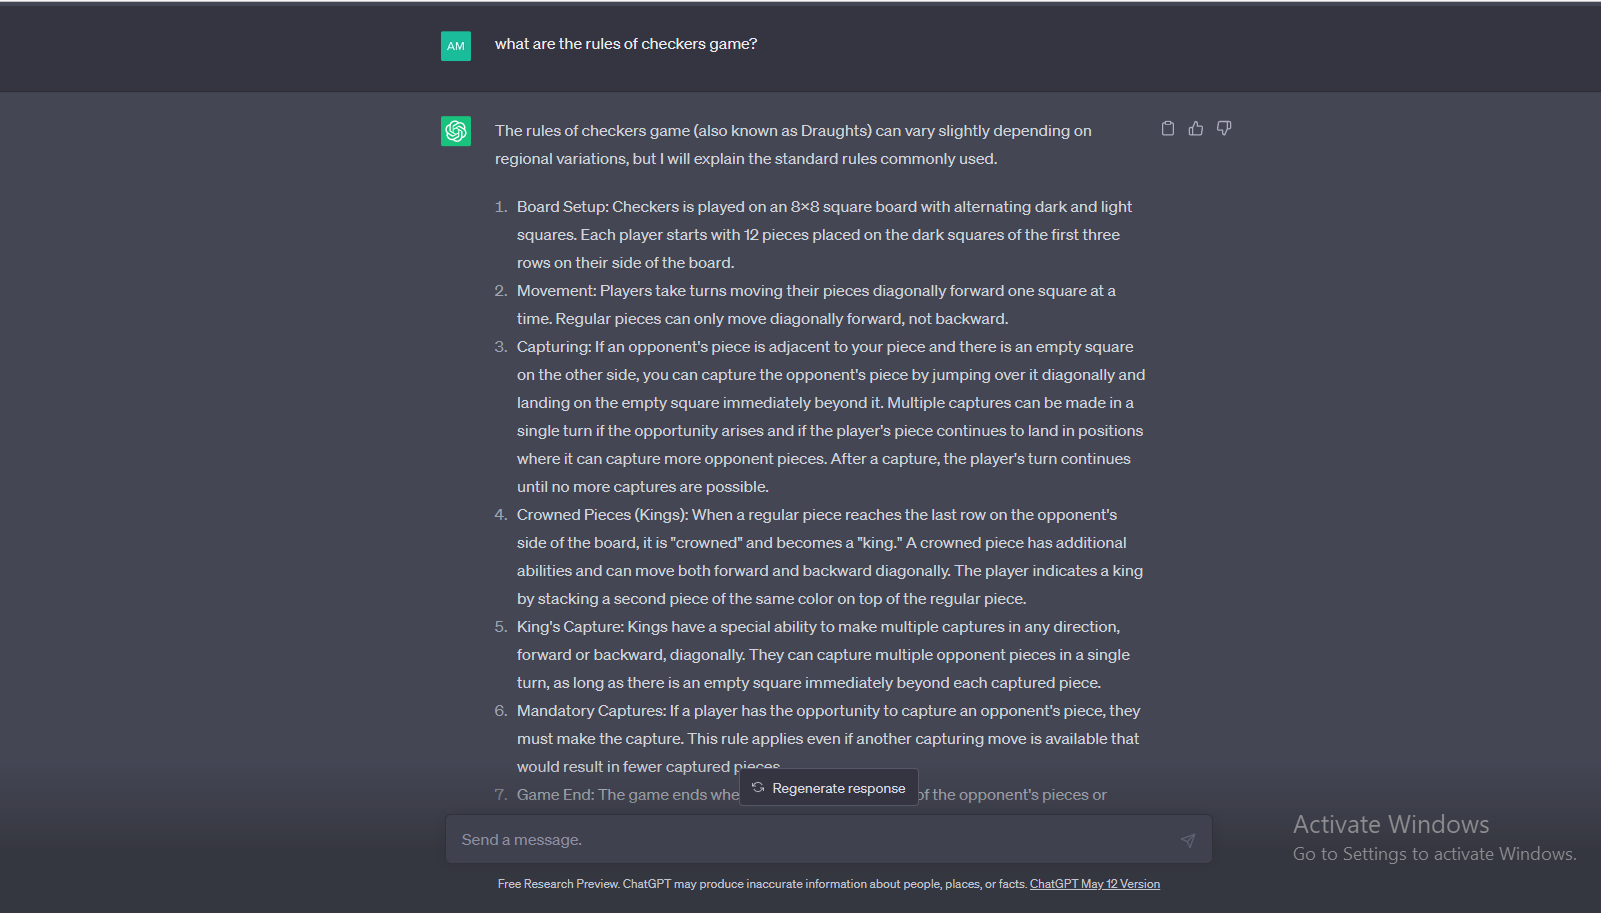 AM
what are the rules of checkers game?
The rules of checkers game (also known as Draughts) can vary slightly depending on
regional variations, but I will explain the standard rules commonly used.
1. Board Setup: Checkers is played on an 8×8 square board with alternating dark and light
squares. Each player starts with 12 pieces placed on the dark squares of the first three
rows on their side of the board.
2. Movement: Players take turns moving their pieces diagonally forward one square at a
time. Regular pieces can only move diagonally forward, not backward.
3. Capturing: If an opponent's piece is adjacent to your piece and there is an empty square
on the other side, you can capture the opponent's piece by jumping over it diagonally and
landing on the empty square immediately beyond it. Multiple captures can be made in a
single turn if the opportunity arises and if the player's piece continues to land in positions
where it can capture more opponent pieces. After a capture, the player's turn continues
until no more captures are possible.
4. Crowned Pieces (Kings): When a regular piece reaches the last row on the opponent's
side of the board, it is "crowned" and becomes a "king." A crowned piece has additional
abilities and can move both forward and backward diagonally. The player indicates a king
by stacking a second piece of the same color on top of the regular piece.
5. King's Capture: Kings have a special ability to make multiple captures in any direction,
forward or backward, diagonally. They can capture multiple opponent pieces in a single
turn, as long as there is an empty square immediately beyond each captured piece.
6. Mandatory Captures: If a player has the opportunity to capture an opponent's piece, they
must make the capture. This rule applies even if another capturing move is available that
would result in fewer captured pieces.
7. Game End: The game ends whe of the opponent's pieces or
Regenerate response
Send a message.
Activate Windows
Go to Settings to activate Windows.
Free Research Preview. ChatGPT may produce inaccurate information about people, places, or facts. ChatGPT May 12 Version